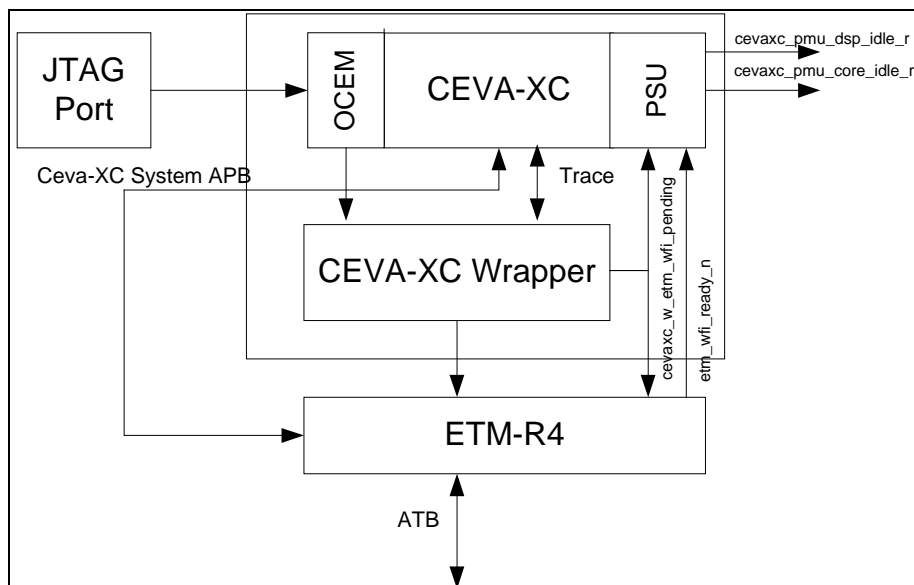 cevaxc_pmu_dsp_idle_r
JTAG
Port
OCEM
CEVA-XC
PSU
cevaxc_pmu_core_idle_r
Ceva-XC System APB
Trace
CEVA-XC Wrapper
cevaxc_w_etm_wfi_pending
etm_wfi_ready_n
ETM-R4
ATB